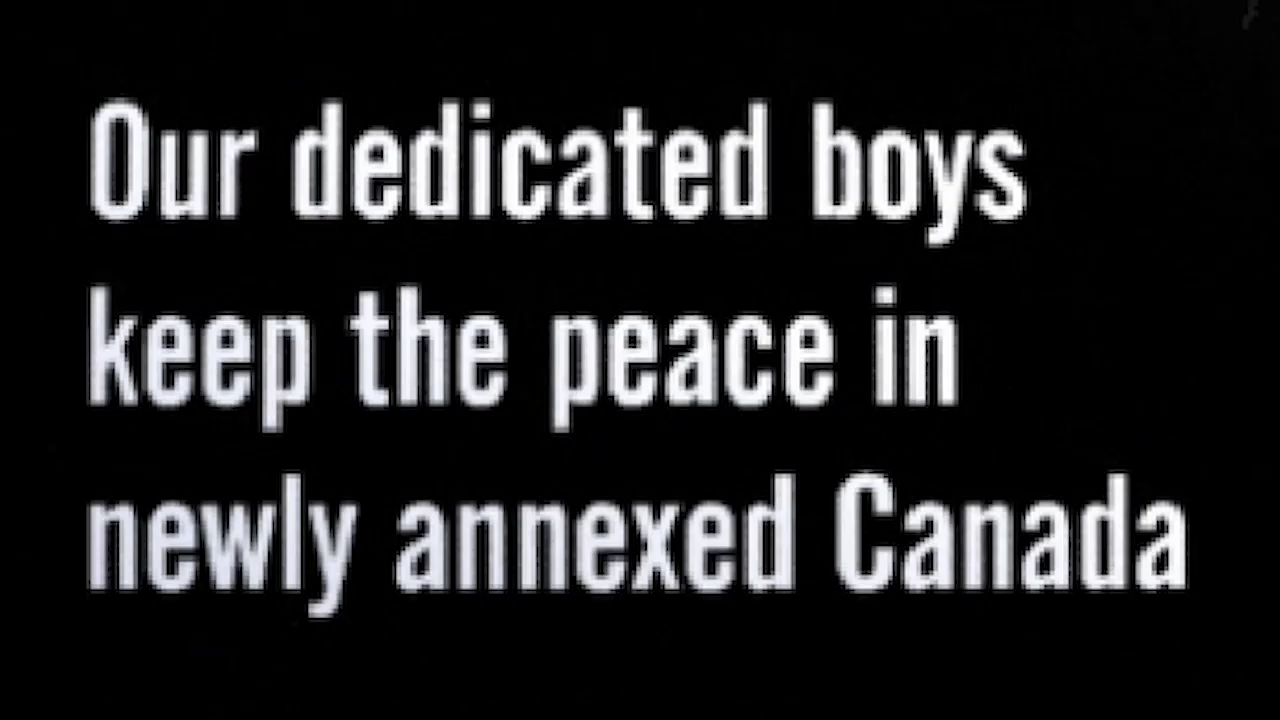 Our dedicated boys
keep the peace in
newly annexed Canada